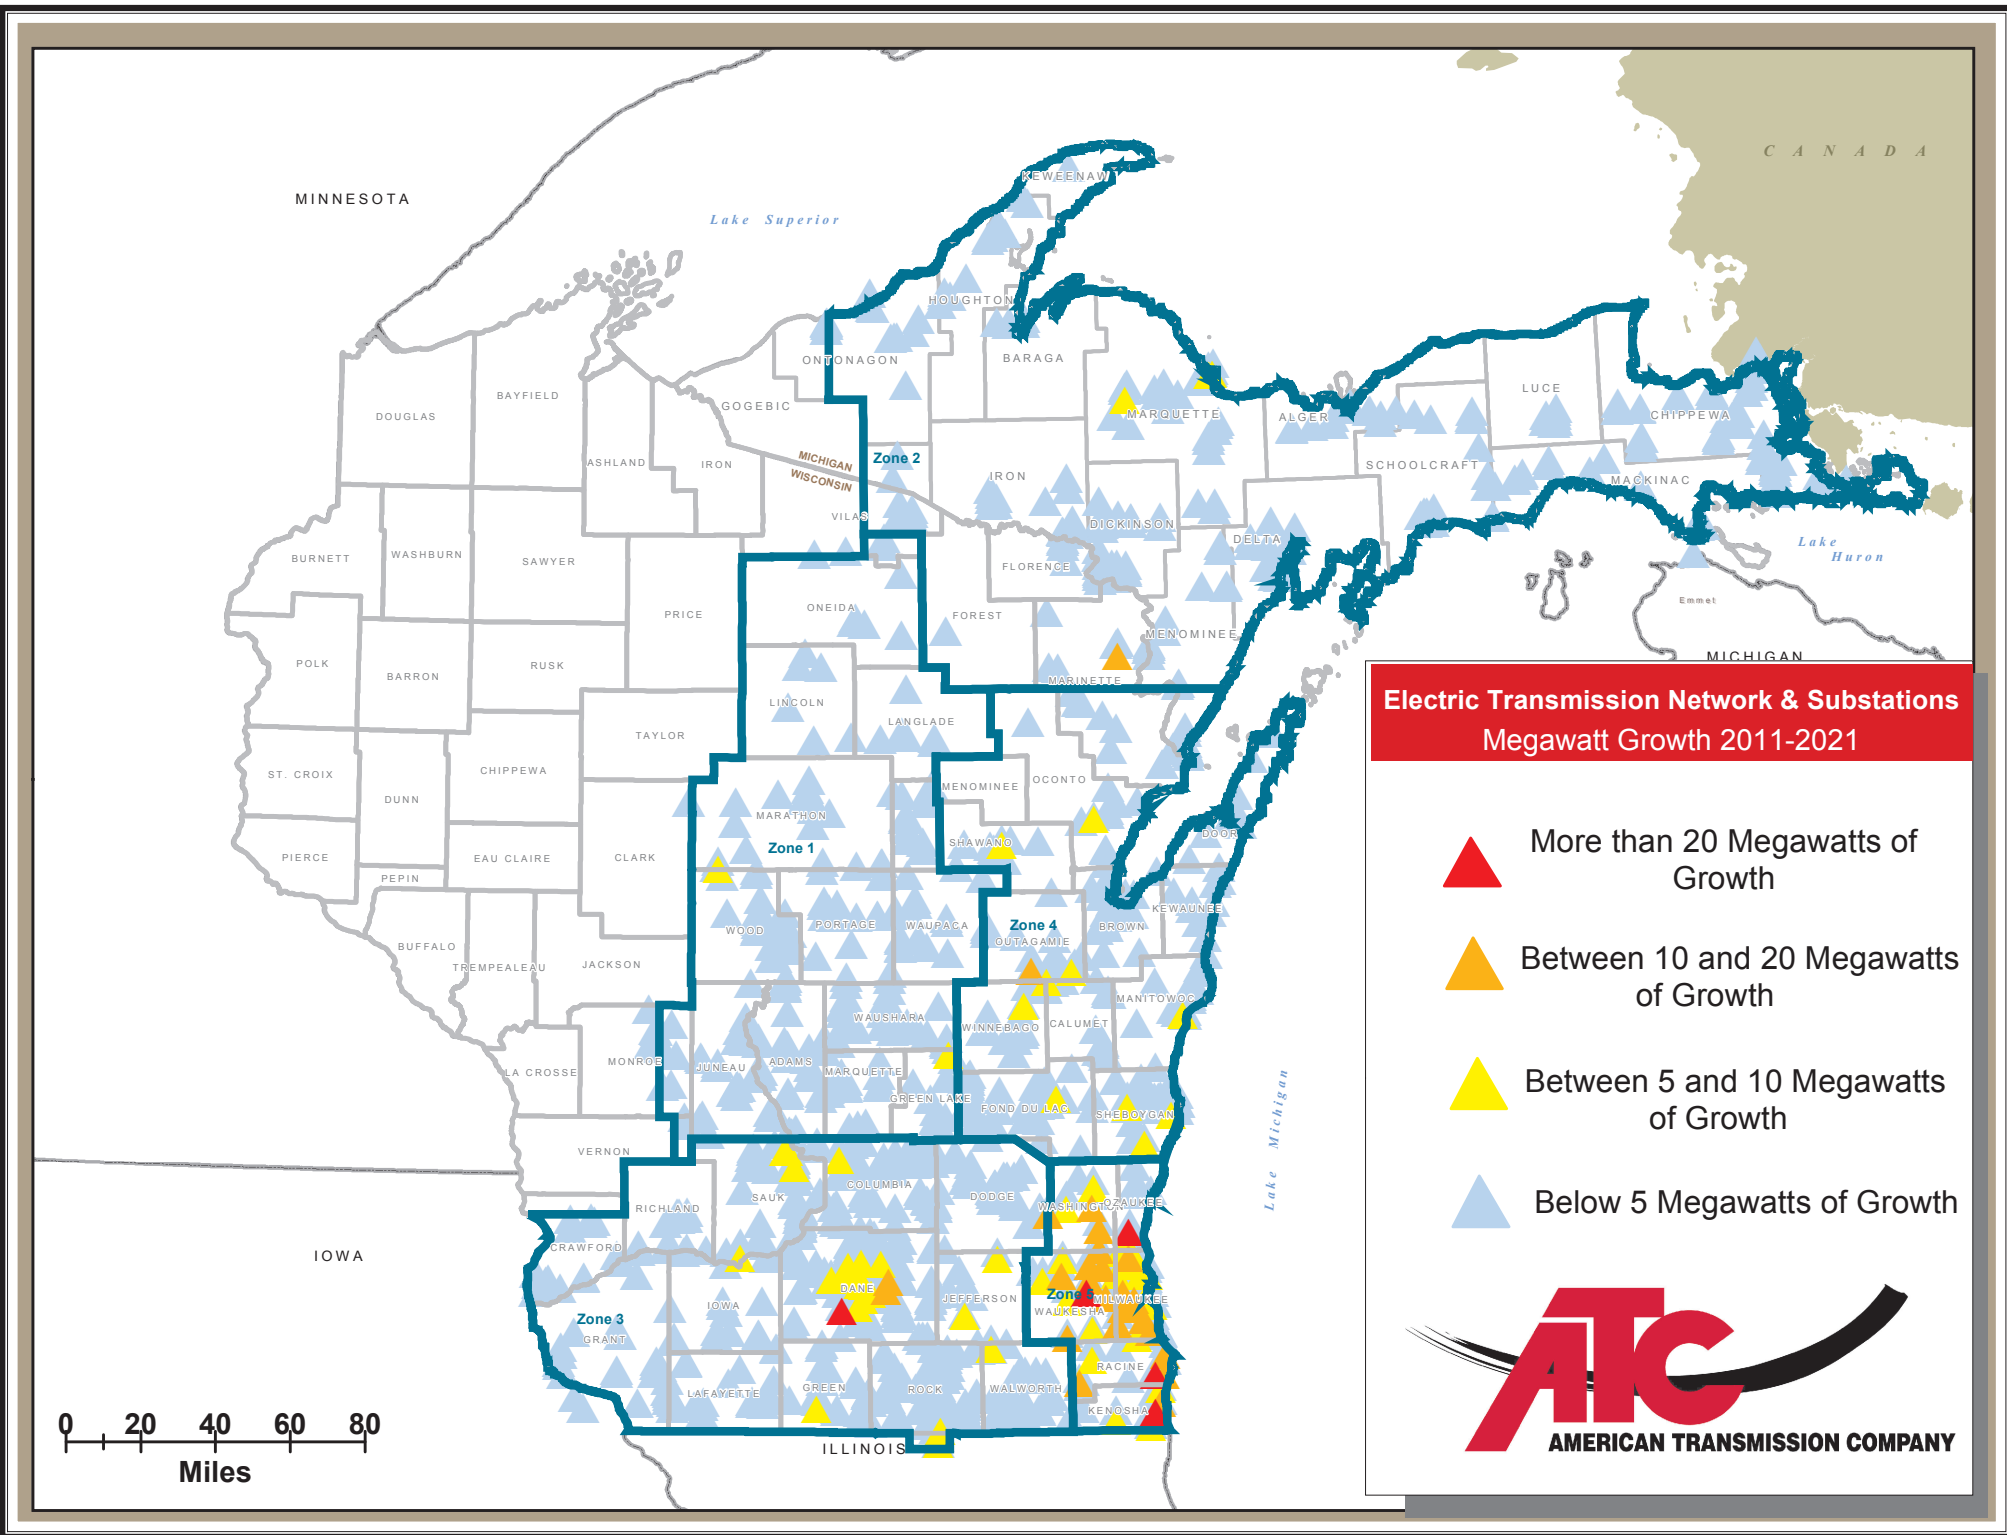 CANADA
MINNESOTA
Lake Superior
KEWEENAW
HOUGHTON
ONTONAGON
BARAGA
GOGEBIC
MARQUETTE
ALGER
LUCE
CHIPPEWA
SCHOOLCRAFT
MACKINAC
DOUGLAS
BAYFIELD
ASHLAND
IRON
MICHIGAN
WISCONSIN
Zone 2
IRON
VILAS
DICKINSON
DELTA
Lake
Huron
BURNETT
WASHBURN
SAWYER
FLORENCE
Emmet
PRICE
ONEIDA
FOREST
MENOMINEE
MICHIGAN
POLK
BARRON
RUSK
MARINETTE
LINCOLN
LANGLADE
TAYLOR
ST. CROIX
DUNN
CHIPPEWA
MENOMINEE
OCONTO
MARATHON
Zone 1
SHAWANO
DOOR
PIERCE
PEPIN
EAU CLAIRE
CLARK
WOOD
PORTAGE
WAUPACA
Zone 4
OUTAGAMIE
BROWN
KEWAUNEE
BUFFALO
TREMPEALEAU
JACKSON
WAUSHARA
WINNEBAGO
CALUMET
MANITOWOC
LA CROSSE
MONROE
JUNEAU
ADAMS
MARQUETTE
GREEN LAKE
FOND DU LAC
SHEBOYGAN
Lake Michigan
VERNON
RICHLAND
SAUK
COLUMBIA
DODGE
WASHINGTON
OZAUKEE
CRAWFORD
IOWA
DANE
JEFFERSON
Zone 5
WAUKESHA
MILWAUKEE
IOWA
Zone 3
GRANT
LAFAYETTE
GREEN
ROCK
WALWORTH
RACINE
KENOSHA
ILLINOIS
0 20 40 60 80
Miles
Electric Transmission Network & Substations
Megawatt Growth 2011-2021
More than 20 Megawatts of
Growth
Between 10 and 20 Megawatts
of Growth
Between 5 and 10 Megawatts
of Growth
Below 5 Megawatts of Growth
ATC
AMERICAN TRANSMISSION COMPANY